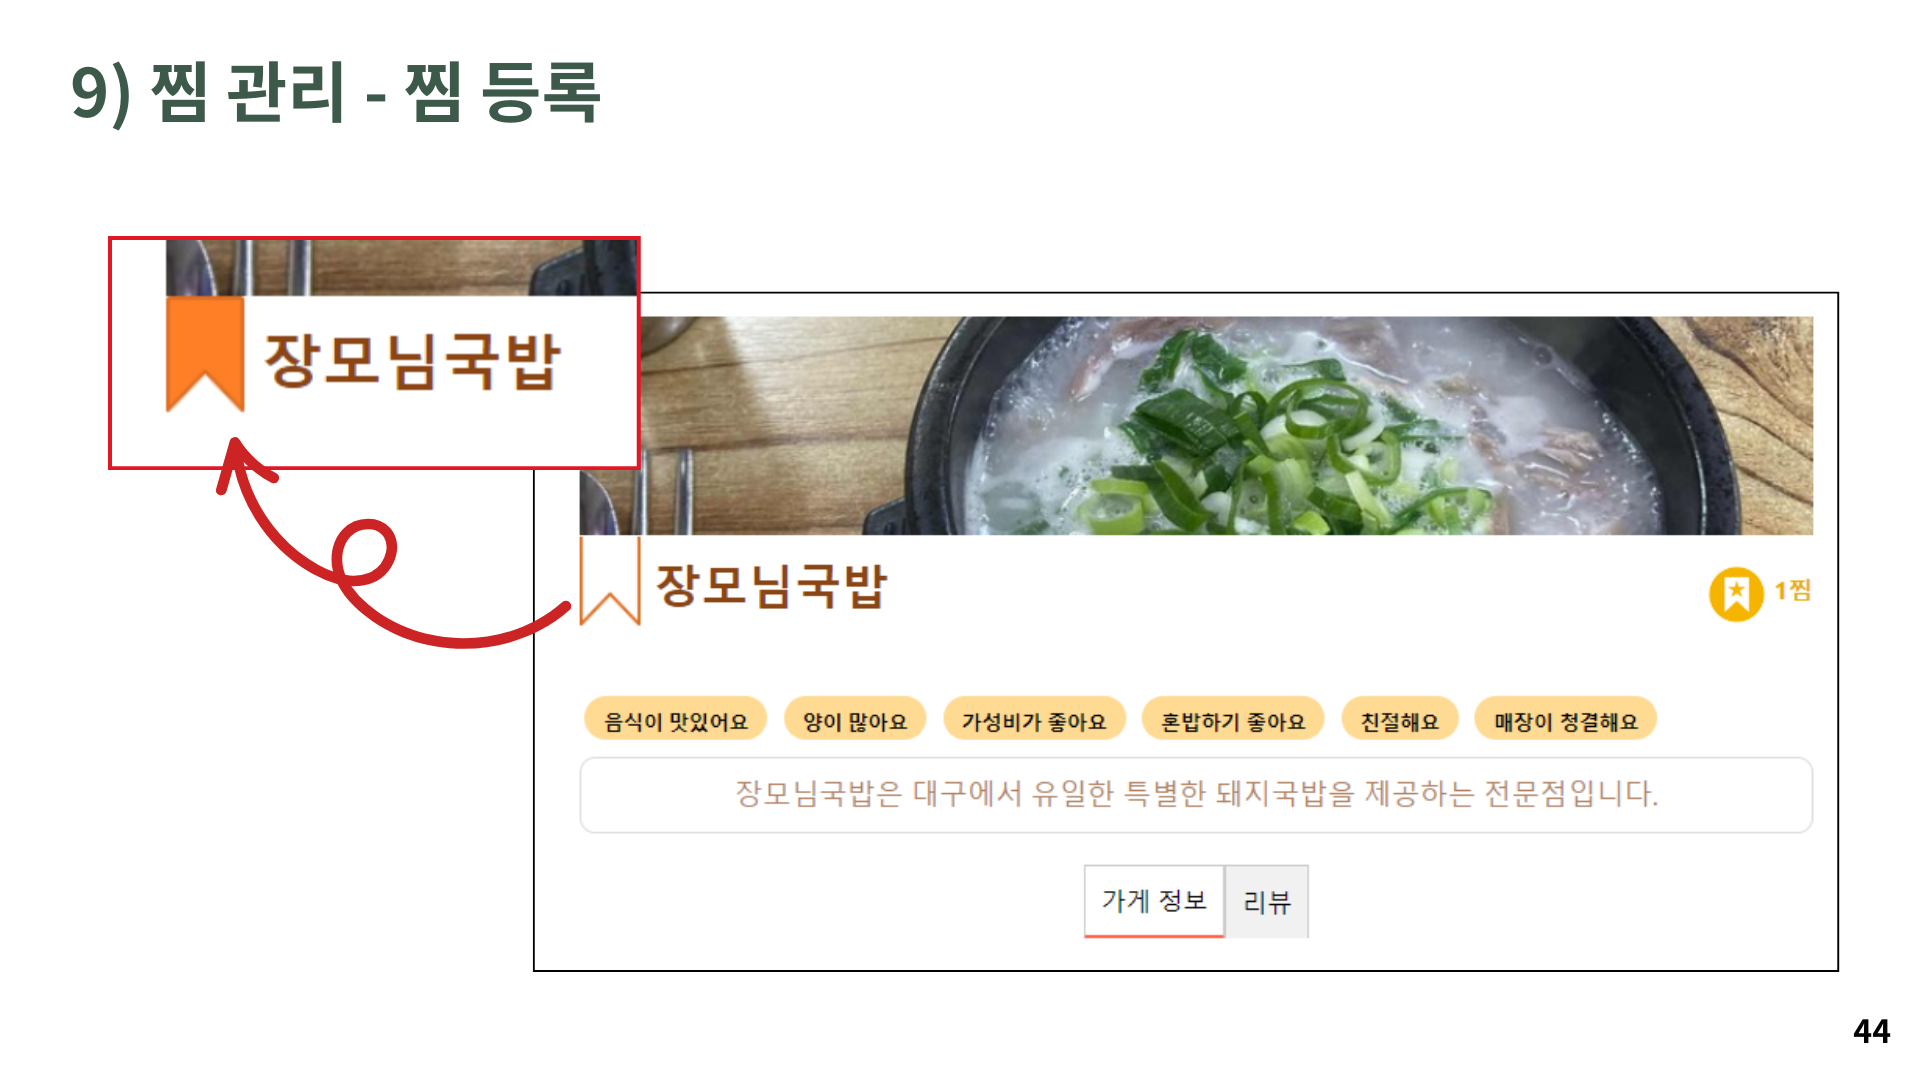 9) 찜 관리 - 찜 등록
장모님국밥
장모님국밥
1찜
음식이 맛있어요 양이 많아요 가성비가 좋아요 혼밥하기 좋아요 친절해요 매장이 청결해요
장모님국밥은 대구에서 유일한 특별한 돼지국밥을 제공하는 전문점입니다.
가게 정보 리뷰
44